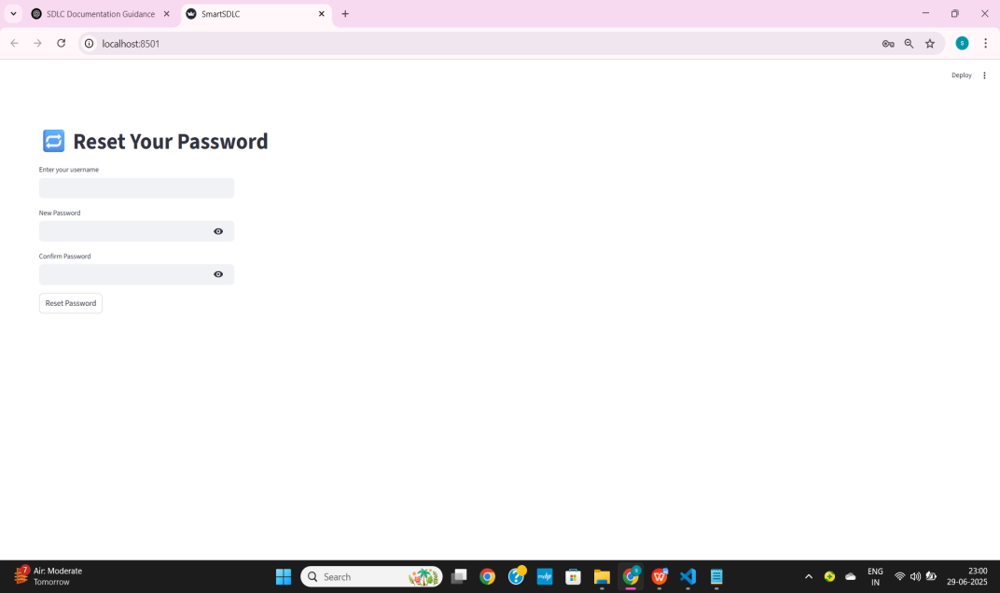 SDLC Documentation Guidance
SmartSDLC
localhost:8501
Deploy
Reset Your Password
Enter your username
New Password
Confirm Password
Reset Password
7
Air: Moderate
Tomorrow
Search
ENG
IN
23:00
29-06-2025